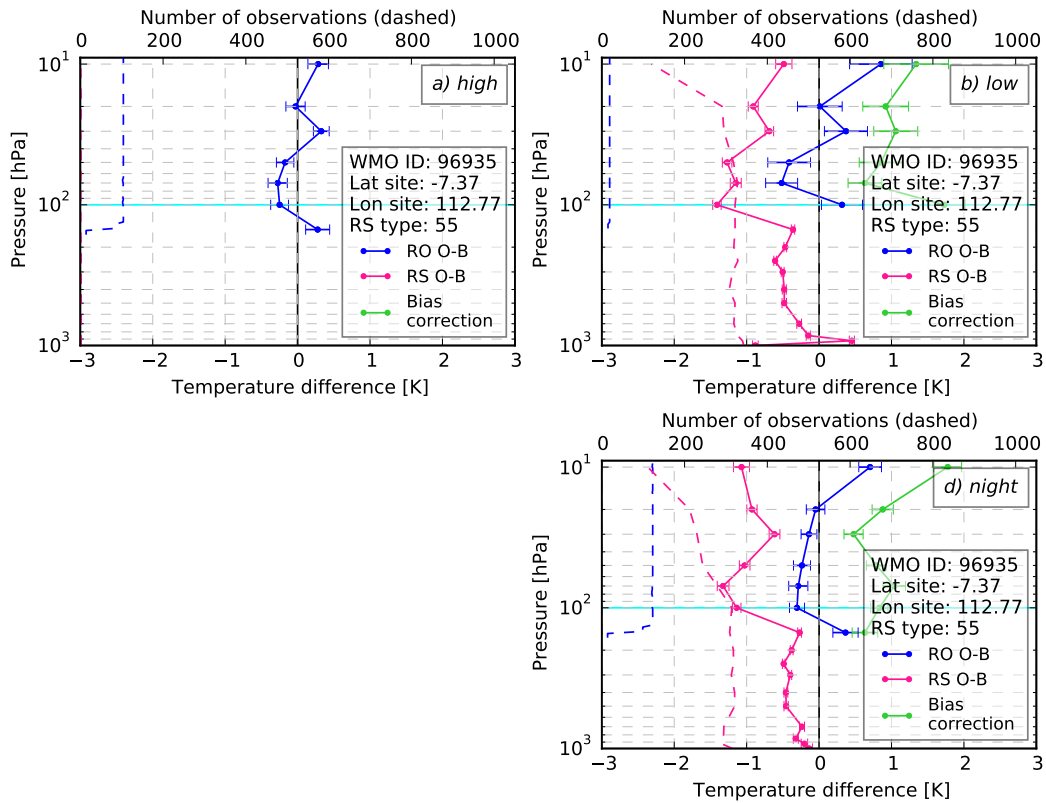 Number of observations (dashed)
0 200 400 600 800 1000
a) high
10¹
10²
10³
Pressure [hPa]
WMO ID: 96935
Lat site: -7.37
Lon site: 112.77
RS type: 55
RO O-B
RS O-B
Bias
correction
−3 −2 −1 0 1 2 3
Temperature difference [K]
Number of observations (dashed)
0 200 400 600 800 1000
b) low
10¹
10²
10³
Pressure [hPa]
WMO ID: 96935
Lat site: -7.37
Lon site: 112.77
RS type: 55
RO O-B
RS O-B
Bias
correction
−3 −2 −1 0 1 2 3
Temperature difference [K]
Number of observations (dashed)
0 200 400 600 800 1000
d) night
10¹
10²
10³
Pressure [hPa]
WMO ID: 96935
Lat site: -7.37
Lon site: 112.77
RS type: 55
RO O-B
RS O-B
Bias
correction
−3 −2 −1 0 1 2 3
Temperature difference [K]